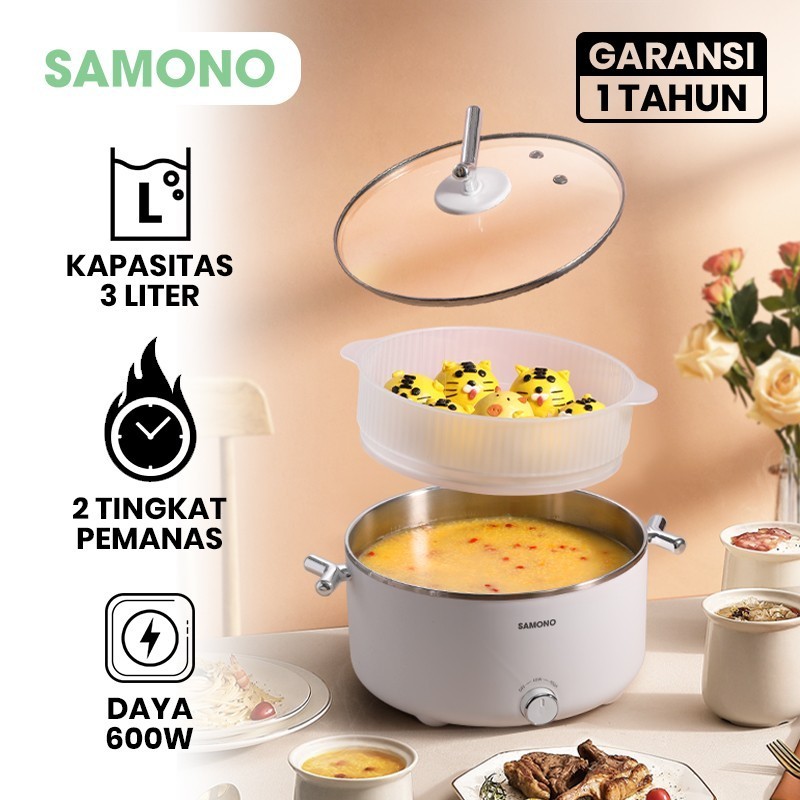 SAMONO
GARANSI
1 TAHUN
L
KAPASITAS
3 LITER
2 TINGKAT
PEMANAS
SAMONO
DAYA
600W